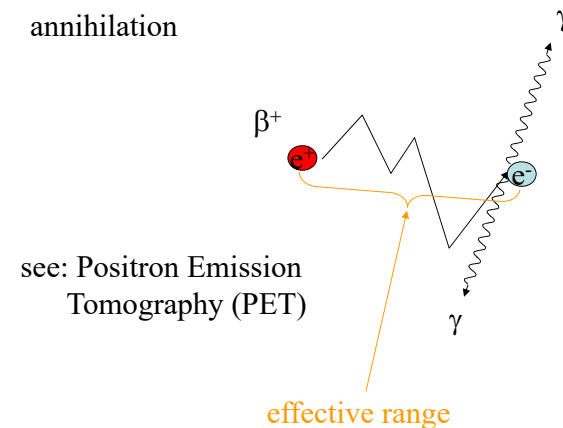 annihilation
γ
β⁺
e⁺
e⁻
see: Positron Emission
Tomography (PET)
γ
effective range